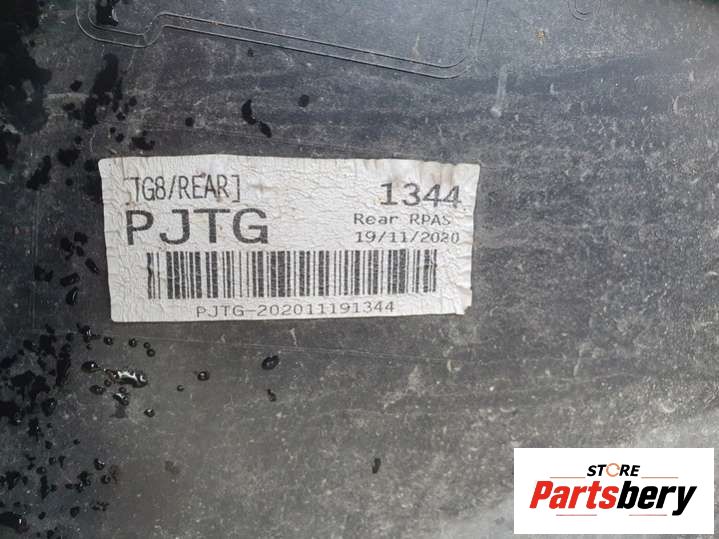 [TG8/REAR] 1344
PJTG Rear RPAS
19/11/2020
PJTG-202011191344
STORE
Partsbery